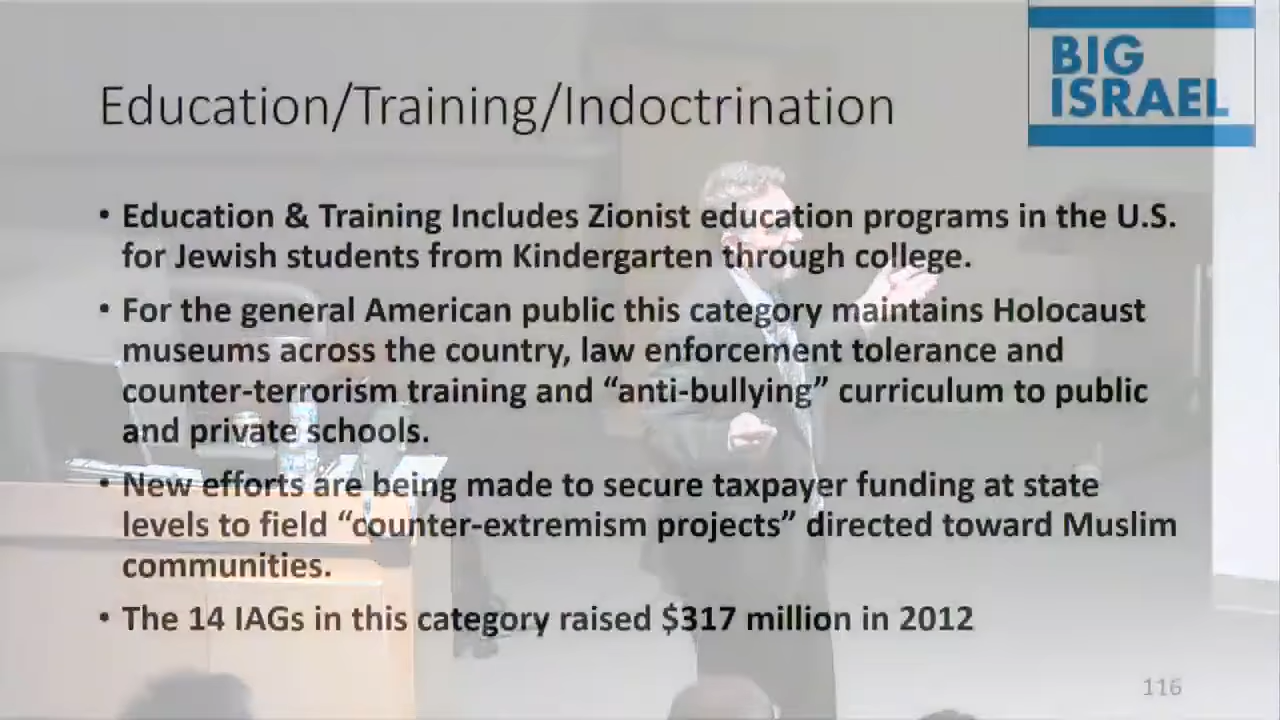 BIG
ISRAEL
Education/Training/Indoctrination
• Education & Training Includes Zionist education programs in the U.S.
for Jewish students from Kindergarten through college.
• For the general American public this category maintains Holocaust
museums across the country, law enforcement tolerance and
counter-terrorism training and “anti-bullying” curriculum to public
and private schools.
• New efforts are being made to secure taxpayer funding at state
levels to field “counter-extremism projects” directed toward Muslim
communities.
• The 14 IAGs in this category raised $317 million in 2012
116